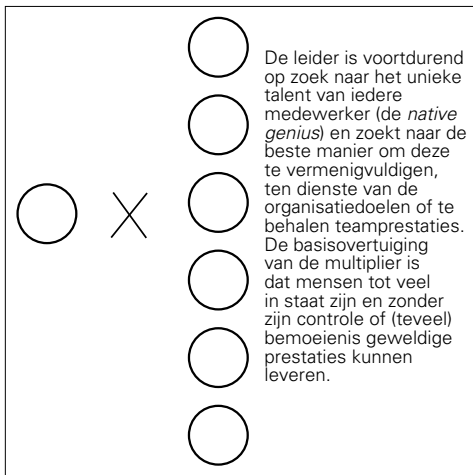 De leider is voortdurend
op zoek naar het unieke
talent van iedere
medewerker (de native
genius) en zoekt naar de
beste manier om deze
te vermenigvuldigen,
ten dienste van de
organisatiedoelen of te
behalen teamprestaties.
De basisovertuiging
van de multiplier is
dat mensen tot veel
in staat zijn en zonder
zijn controle of (teveel)
bemoeienis geweldige
prestaties kunnen
leveren.